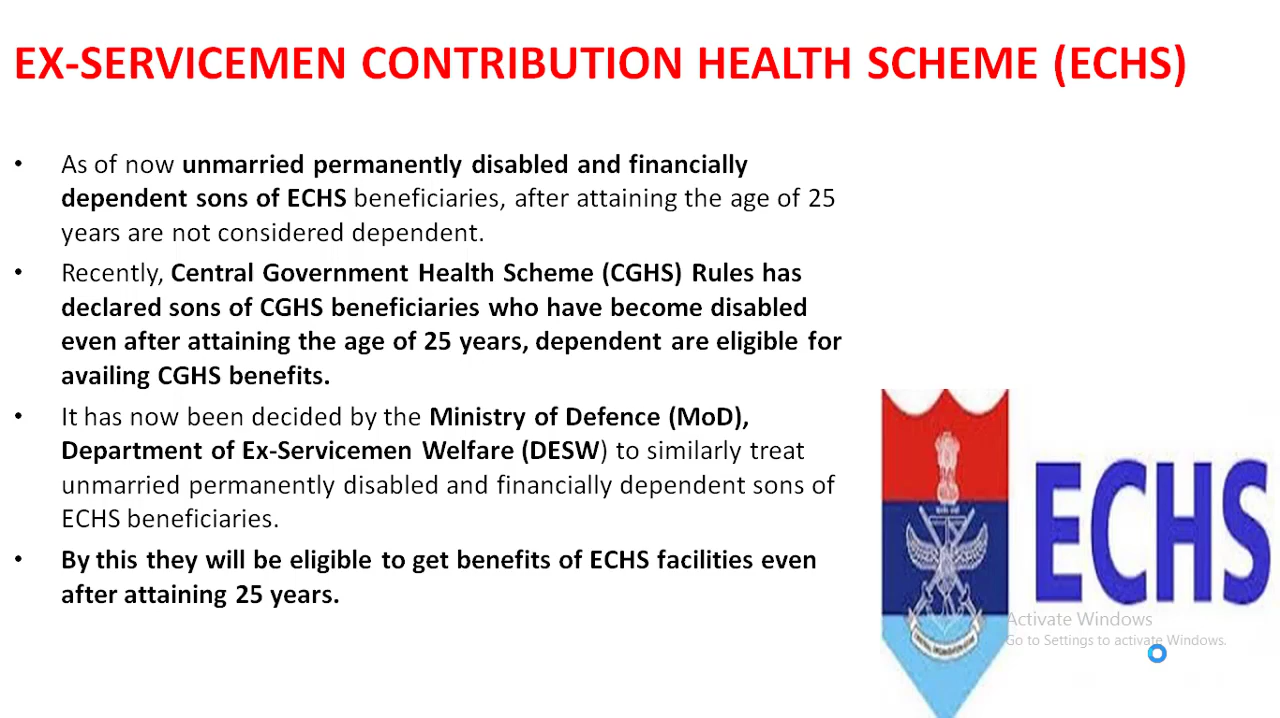 EX-SERVICEMEN CONTRIBUTION HEALTH SCHEME (ECHS)
• As of now unmarried permanently disabled and financially
dependent sons of ECHS beneficiaries, after attaining the age of 25
years are not considered dependent.
• Recently, Central Government Health Scheme (CGHS) Rules has
declared sons of CGHS beneficiaries who have become disabled
even after attaining the age of 25 years, dependent are eligible for
availing CGHS benefits.
• It has now been decided by the Ministry of Defence (MoD),
Department of Ex-Servicemen Welfare (DESW) to similarly treat
unmarried permanently disabled and financially dependent sons of
ECHS beneficiaries.
• By this they will be eligible to get benefits of ECHS facilities even
after attaining 25 years.
ECHS
Activate Windows
Go to Settings to activate Windows.